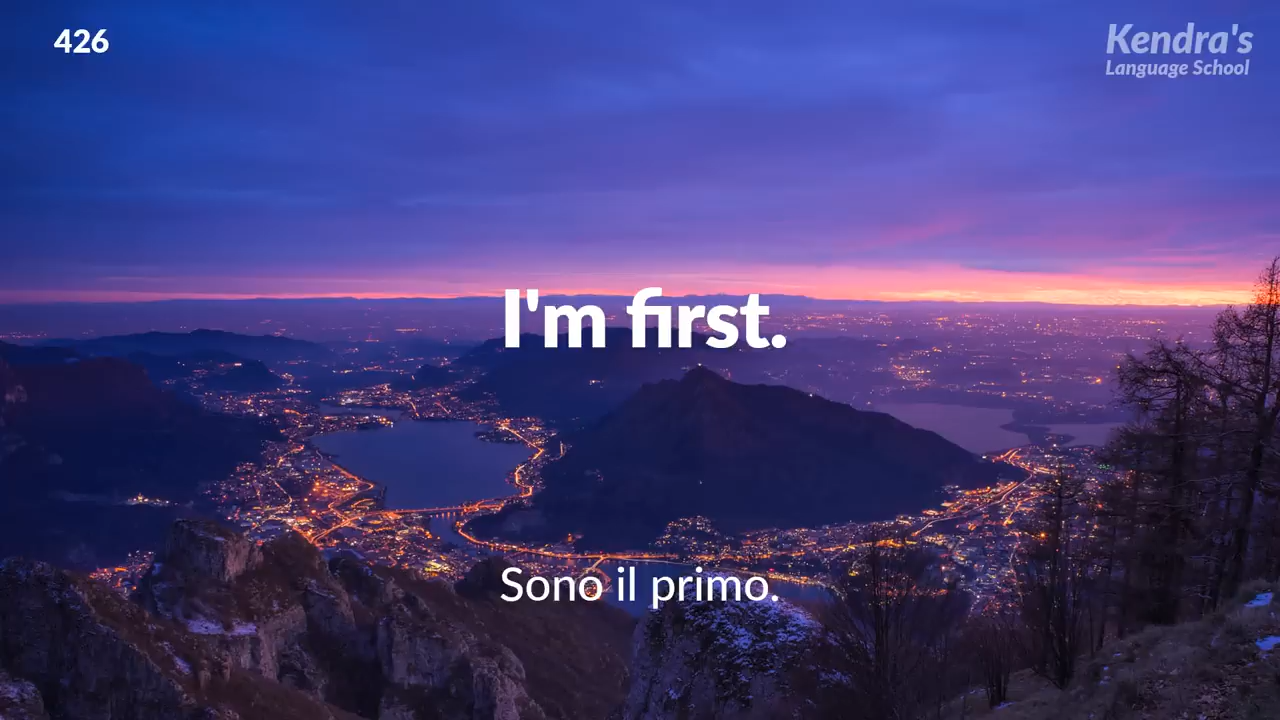 426
Kendra's
Language School
I'm first.
Sono il primo.